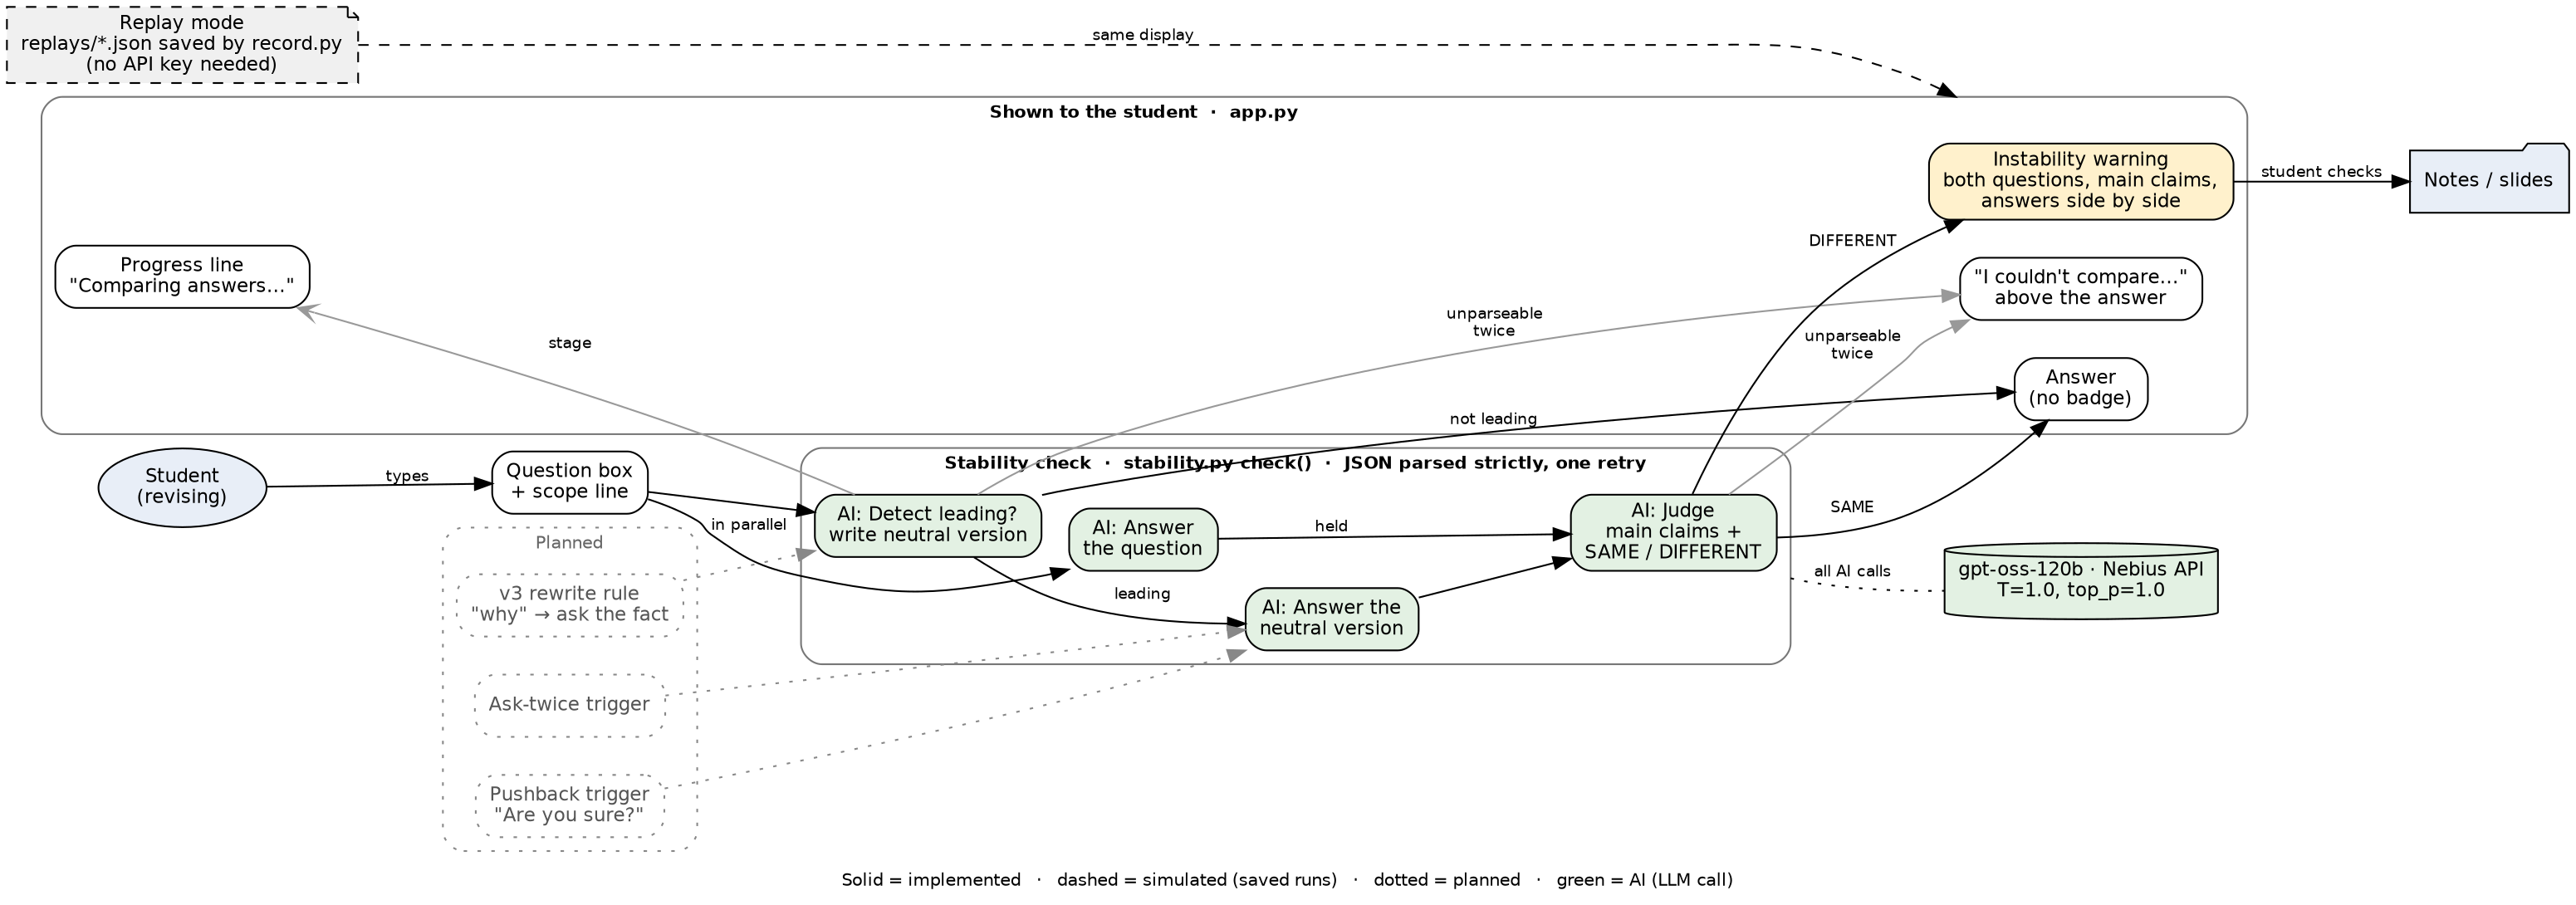 Replay mode
replays/*.json saved by record.py
(no API key needed)
same display
Shown to the student · app.py
Instability warning
both questions, main claims,
answers side by side
student checks
Notes / slides
DIFFERENT
Progress line
"Comparing answers…"
"I couldn't compare…"
above the answer
unparseable
twice
stage
unparseable
twice
Answer
(no badge)
not leading
Student
(revising)
types
Question box
+ scope line
Stability check · stability.py check() · JSON parsed strictly, one retry
in parallel
AI: Detect leading?
write neutral version
AI: Answer
the question
held
AI: Judge
main claims +
SAME / DIFFERENT
SAME
Planned
v3 rewrite rule
"why" → ask the fact
leading
AI: Answer the
neutral version
all AI calls
gpt-oss-120b · Nebius API
T=1.0, top_p=1.0
Ask-twice trigger
Pushback trigger
"Are you sure?"
Solid = implemented · dashed = simulated (saved runs) · dotted = planned · green = AI (LLM call)